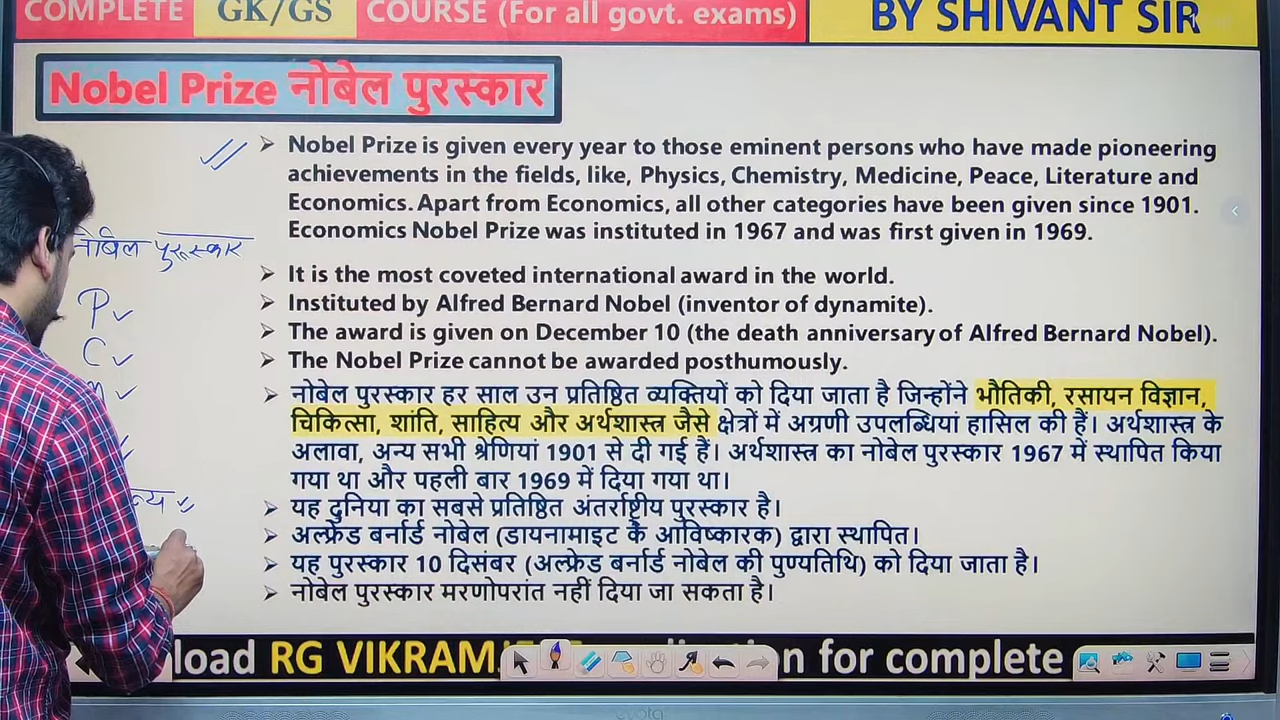 COMPLETE GK/GS COURSE (For all govt. exams) BY SHIVANT SIR
Nobel Prize नोबेल पुरस्कार
➤ Nobel Prize is given every year to those eminent persons who have made pioneering
achievements in the fields, like, Physics, Chemistry, Medicine, Peace, Literature and
Economics. Apart from Economics, all other categories have been given since 1901.
Economics Nobel Prize was instituted in 1967 and was first given in 1969.
➤ It is the most coveted international award in the world.
➤ Instituted by Alfred Bernard Nobel (inventor of dynamite).
➤ The award is given on December 10 (the death anniversary of Alfred Bernard Nobel).
➤ The Nobel Prize cannot be awarded posthumously.
➤ नोबेल पुरस्कार हर साल उन प्रतिष्ठित व्यक्तियों को दिया जाता है जिन्होंने भौतिकी, रसायन विज्ञान,
चिकित्सा, शांति, साहित्य और अर्थशास्त्र जैसे क्षेत्रों में अग्रणी उपलब्धियां हासिल की हैं। अर्थशास्त्र के
अलावा, अन्य सभी श्रेणियां 1901 से दी गई हैं। अर्थशास्त्र का नोबेल पुरस्कार 1967 में स्थापित किया
गया था और पहली बार 1969 में दिया गया था।
➤ यह दुनिया का सबसे प्रतिष्ठित अंतर्राष्ट्रीय पुरस्कार है।
➤ अल्फ्रेड बर्नार्ड नोबेल (डायनामाइट के आविष्कारक) द्वारा स्थापित।
➤ यह पुरस्कार 10 दिसंबर (अल्फ्रेड बर्नार्ड नोबेल की पुण्यतिथि) को दिया जाता है।
➤ नोबेल पुरस्कार मरणोपरांत नहीं दिया जा सकता है।
नोबिल पुरूस्कार
P ✓
C ✓
load RG VIKRAM for complete